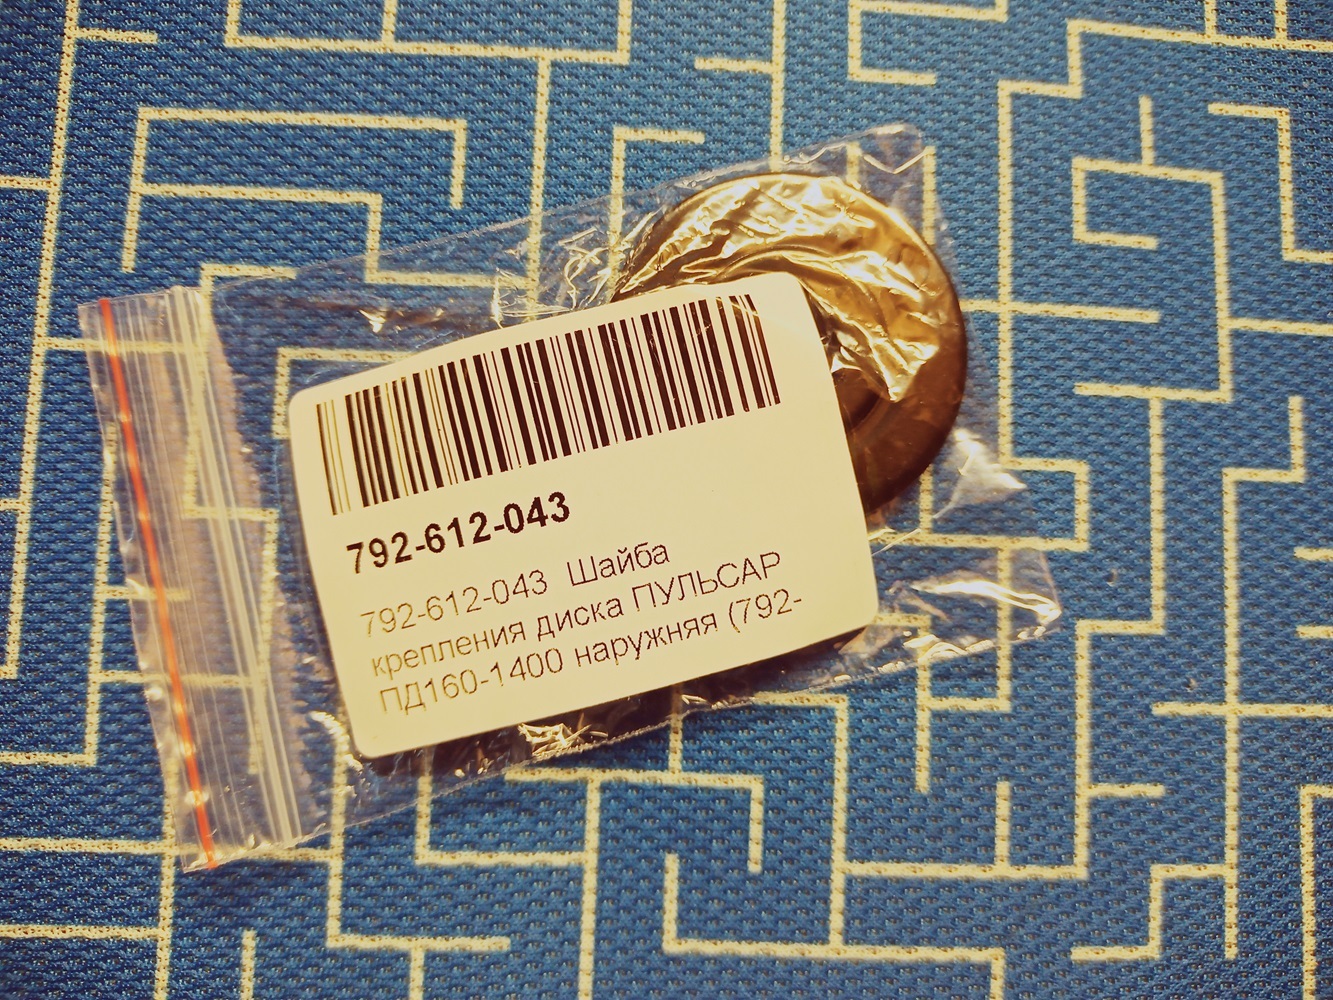 792-612-043
792-612-043 Шайба
крепления диска ПУЛЬСАР
ПД160-1400 наружняя (792-